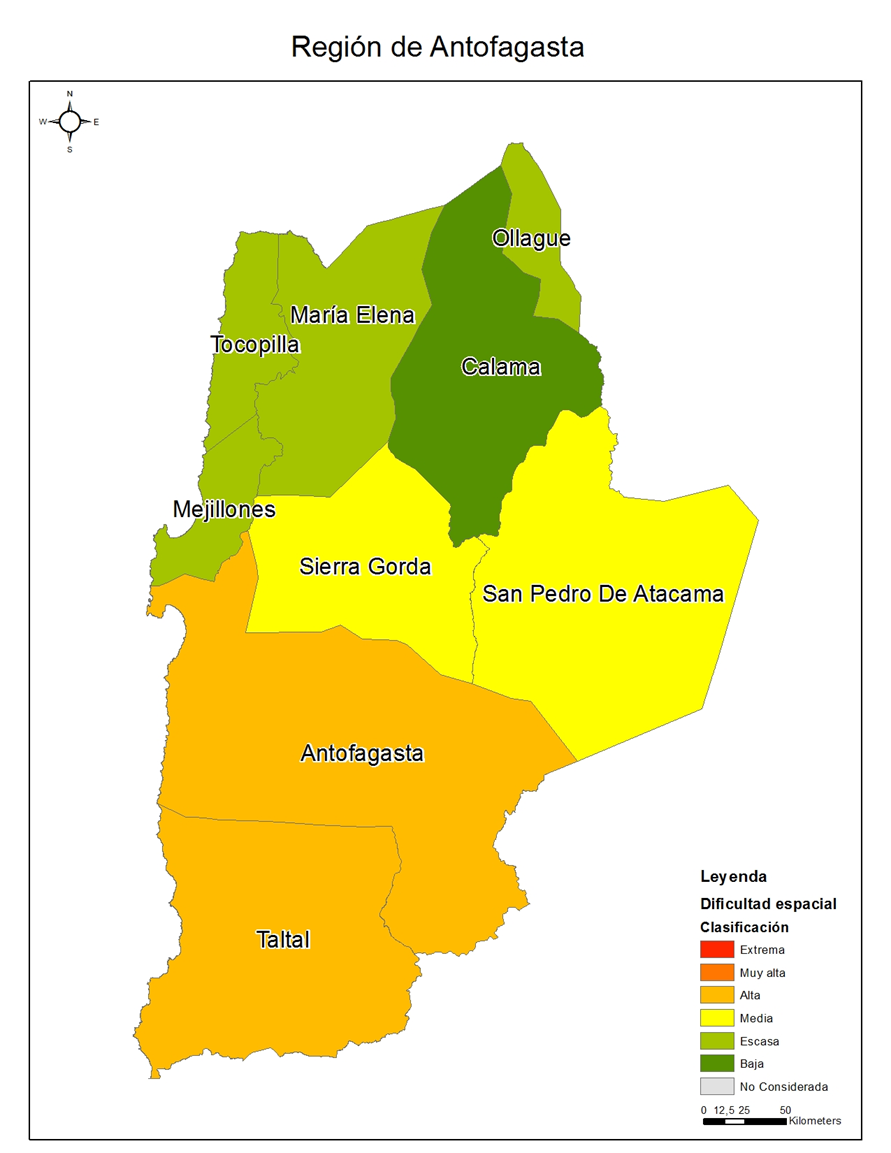 Región de Antofagasta
N
W E
S
Ollague
María Elena
Tocopilla
Calama
Mejillones
Sierra Gorda
San Pedro De Atacama
Antofagasta
Taltal
Leyenda
Dificultad espacial
Clasificación
Extrema
Muy alta
Alta
Media
Escasa
Baja
No Considerada
0 12,5 25 50
Kilometers